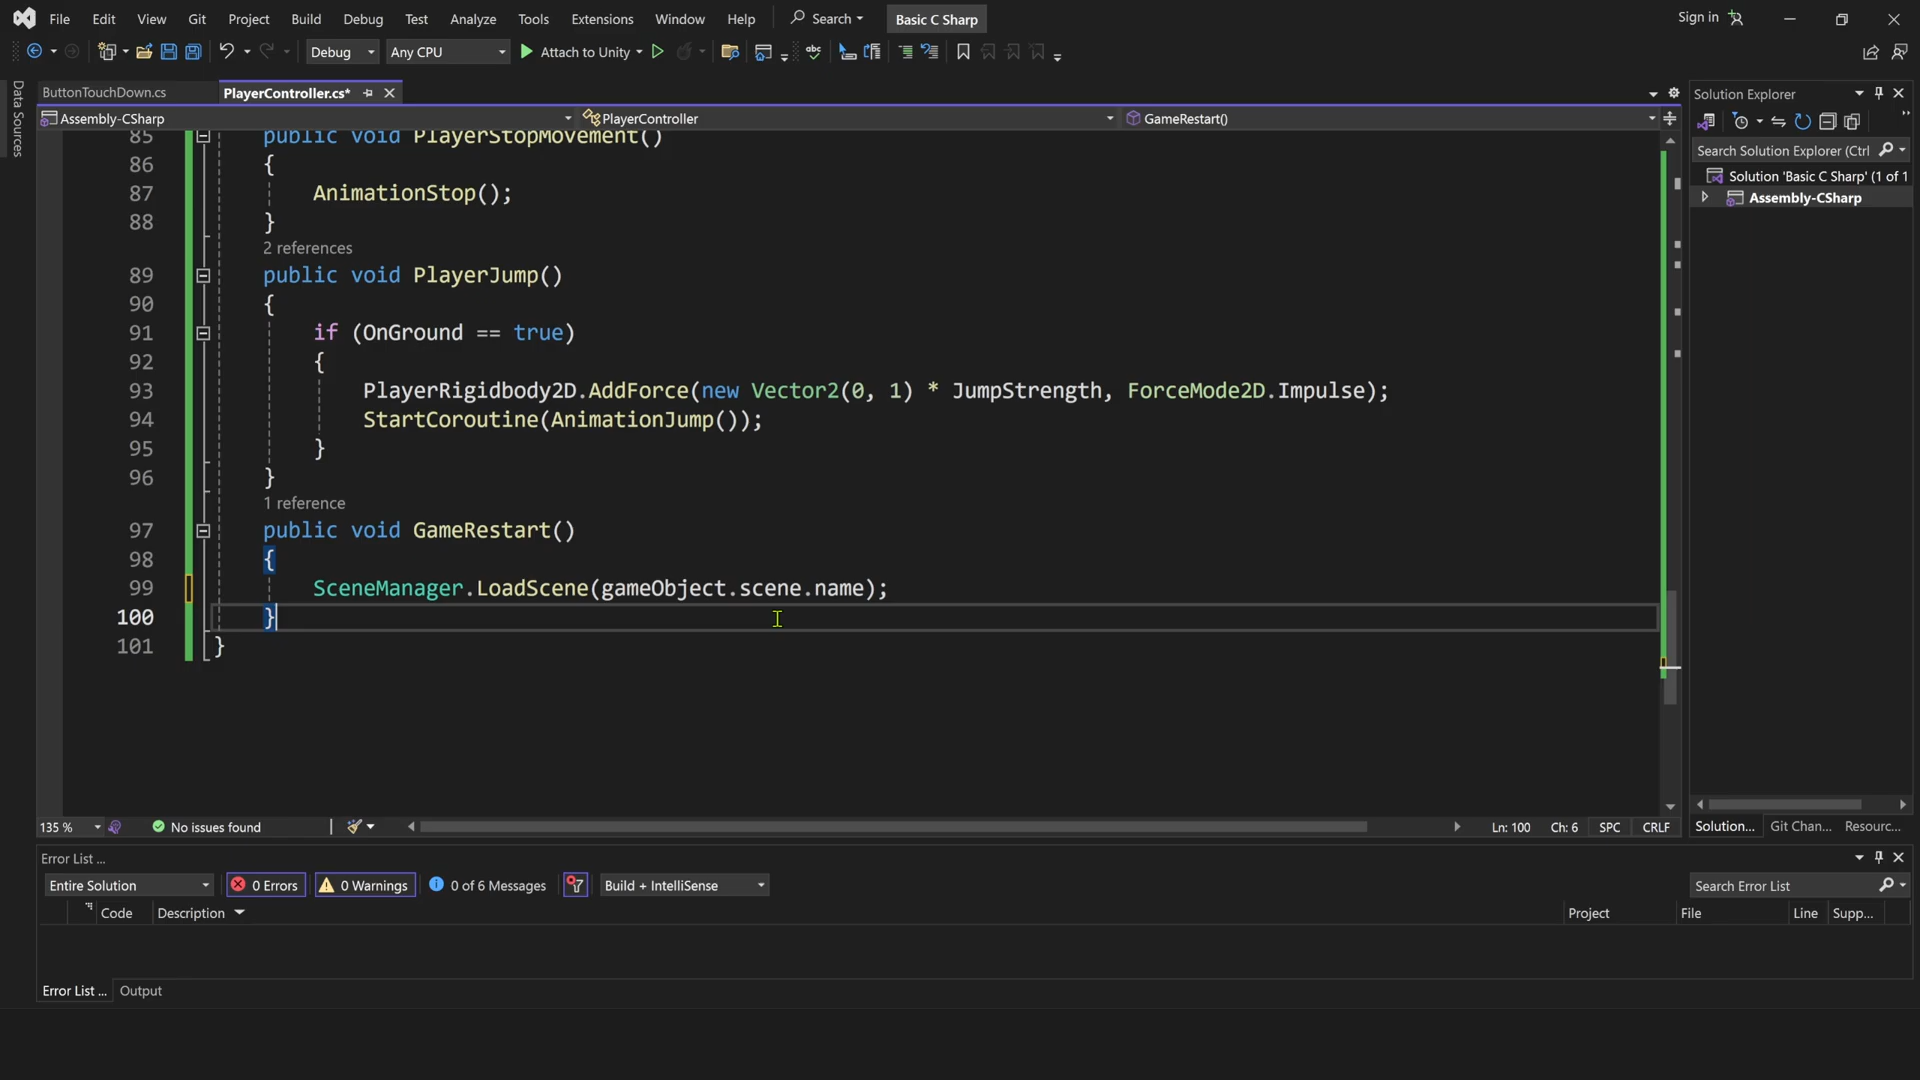 File Edit View Git Project Build Debug Test Analyze Tools Extensions Window Help Search Basic C Sharp Sign in
Debug Any CPU Attach to Unity
Data Sources
ButtonTouchDown.cs PlayerController.cs*
Assembly-CSharp PlayerController GameRestart()
85 public void PlayerStopMovement()
86 {
87 AnimationStop();
88 }
2 references
89 public void PlayerJump()
90 {
91 if (OnGround == true)
92 {
93 PlayerRigidbody2D.AddForce(new Vector2(0, 1) * JumpStrength, ForceMode2D.Impulse);
94 StartCoroutine(AnimationJump());
95 }
96 }
1 reference
97 public void GameRestart()
98 {
99 SceneManager.LoadScene(gameObject.scene.name);
100 }
101 }
135 % No issues found Ln: 100 Ch: 6 SPC CRLF
Solution Explorer
Search Solution Explorer (Ctrl
Solution 'Basic C Sharp' (1 of 1
Assembly-CSharp
Solution... Git Chan... Resourc...
Error List ...
Entire Solution 0 Errors 0 Warnings 0 of 6 Messages Build + IntelliSense Search Error List
Code Description Project File Line Supp...
Error List ... Output